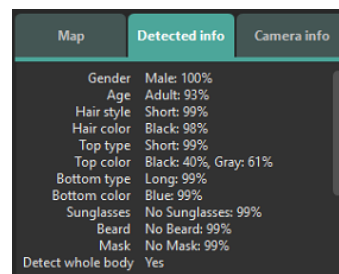 Map Detected info Camera info
Gender Male: 100%
Age Adult: 93%
Hair style Short: 99%
Hair color Black: 98%
Top type Short: 99%
Top color Black: 40%, Gray: 61%
Bottom type Long: 99%
Bottom color Blue: 99%
Sunglasses No Sunglasses: 99%
Beard No Beard: 99%
Mask No Mask: 99%
Detect whole body Yes